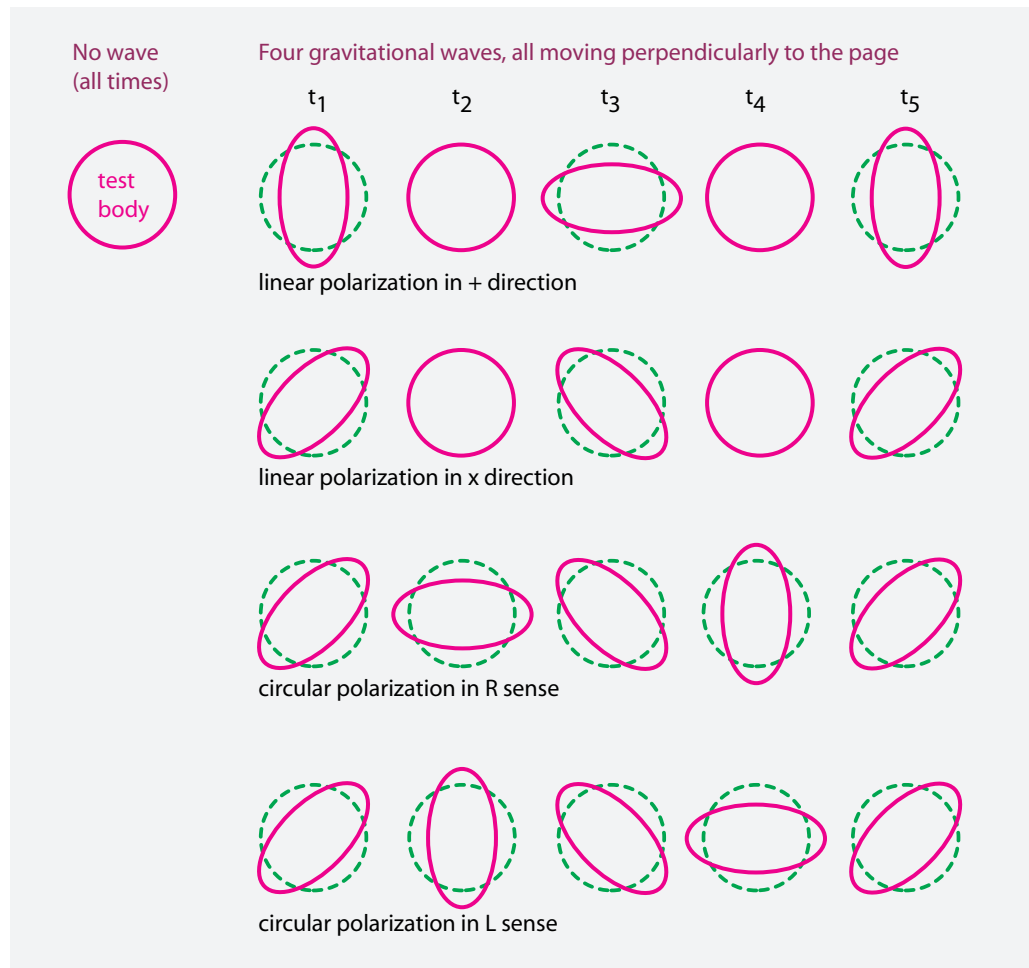 No wave
(all times)
Four gravitational waves, all moving perpendicularly to the page
t1 t2 t3 t4 t5
test
body
linear polarization in + direction
linear polarization in x direction
circular polarization in R sense
circular polarization in L sense